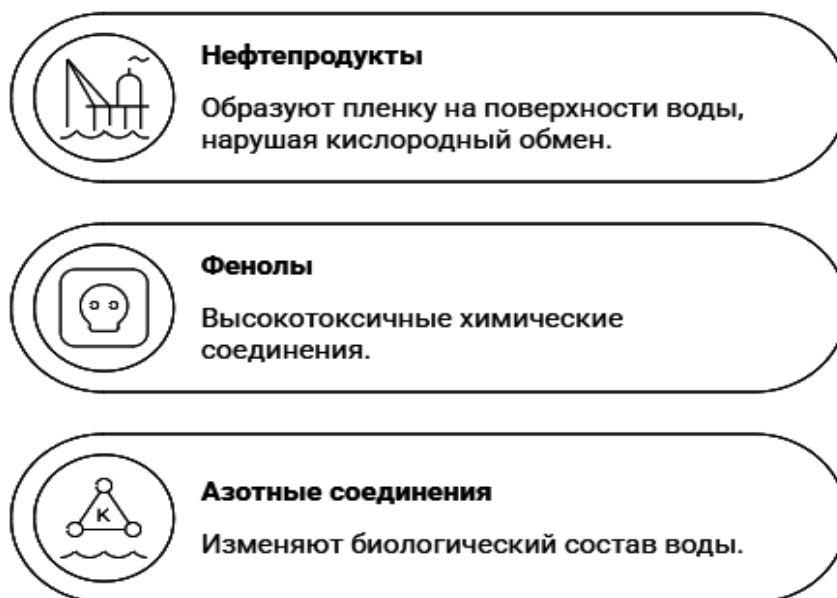 Нефтепродукты
Образуют пленку на поверхности воды,
нарушая кислородный обмен.
Фенолы
Высокотоксичные химические
соединения.
K
Азотные соединения
Изменяют биологический состав воды.